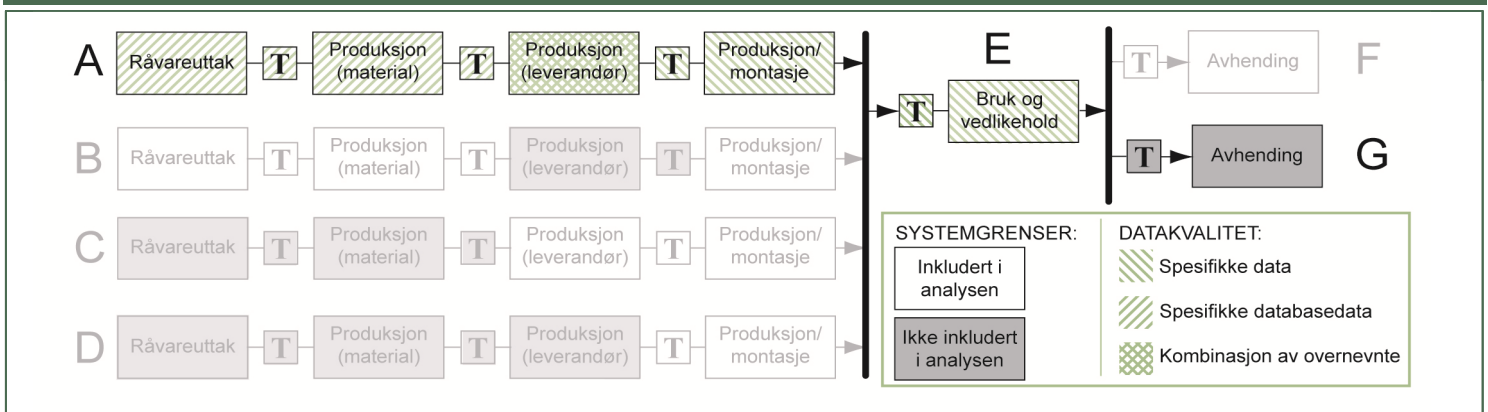 A
Råvareuttak
T
Produksjon
(material)
T
Produksjon
(leverandør)
T
Produksjon/
montasje
B
Råvareuttak
T
Produksjon
(material)
T
Produksjon
(leverandør)
T
Produksjon/
montasje
C
Råvareuttak
T
Produksjon
(material)
T
Produksjon
(leverandør)
T
Produksjon/
montasje
D
Råvareuttak
T
Produksjon
(material)
T
Produksjon
(leverandør)
T
Produksjon/
montasje
E
T
Bruk og
vedlikehold
T
Avhending
F
T
Avhending
G
SYSTEMGRENSER:
Inkludert i
analysen
Ikke inkludert
i analysen
DATAKVALITET:
Spesifikke data
Spesifikke databasedata
Kombinasjon av overnevnte